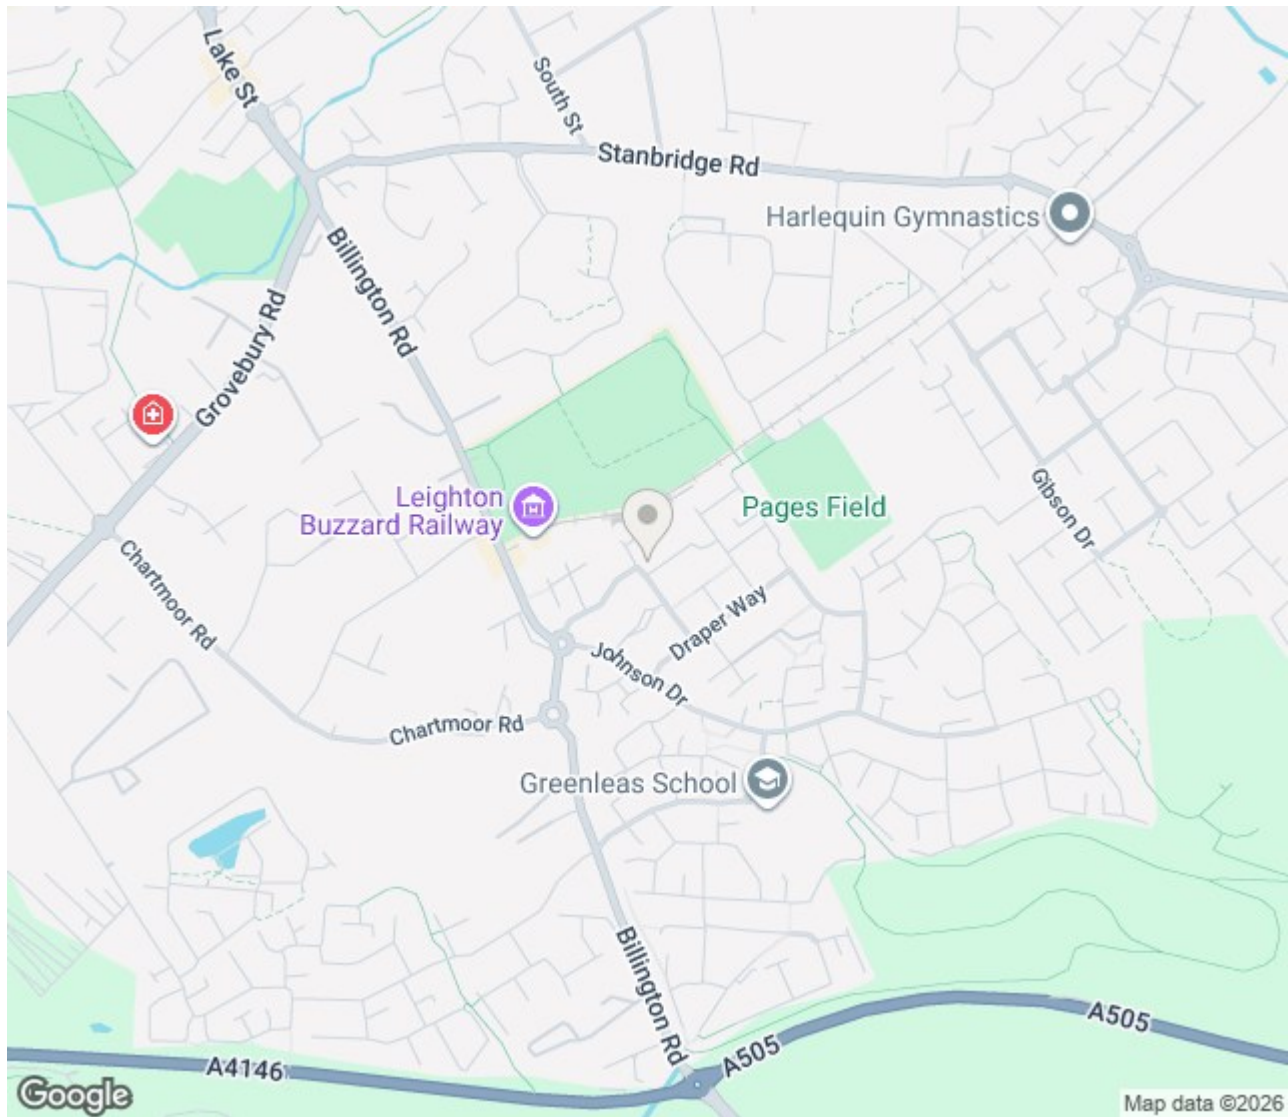 Lake St
South St
Stanbridge Rd
Harlequin Gymnastics
Billington Rd
Grovebury Rd
Leighton
Buzzard Railway
Pages Field
Gibson Dr
Chartmoor Rd
Draper Way
Johnson Dr
Chartmoor Rd
Greenleas School
Billington Rd
A505
A505
A4146
Google
Map data ©2026